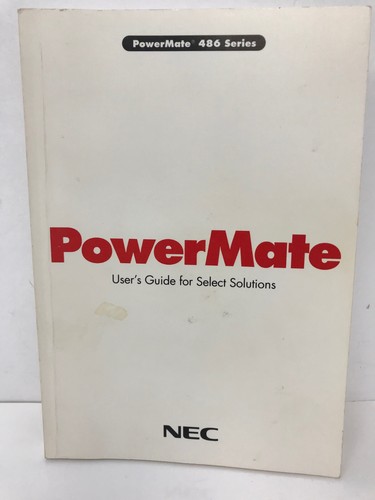 PowerMate® 486 Series
PowerMate
User's Guide for Select Solutions
NEC